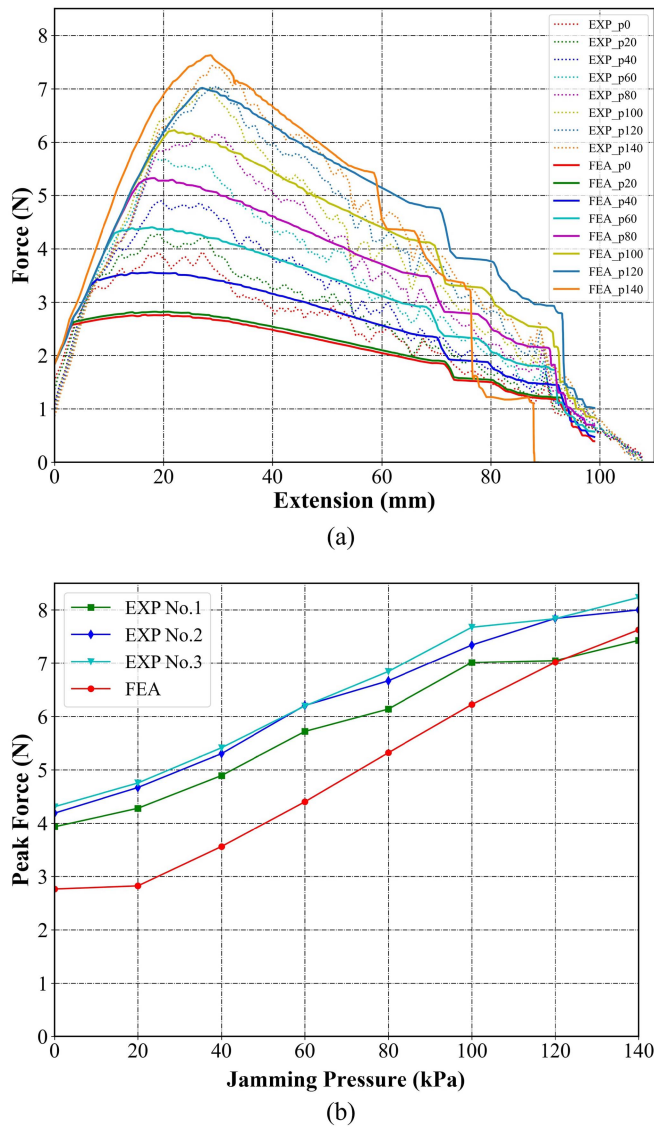 8
7
6
5
4
3
2
1
0
Force (N)
EXP_p0
EXP_p20
EXP_p40
EXP_p60
EXP_p80
EXP_p100
EXP_p120
EXP_p140
FEA_p0
FEA_p20
FEA_p40
FEA_p60
FEA_p80
FEA_p100
FEA_p120
FEA_p140
0 20 40 60 80 100
Extension (mm)
(a)
8
7
6
5
4
3
2
1
0
Peak Force (N)
EXP No.1
EXP No.2
EXP No.3
FEA
0 20 40 60 80 100 120 140
Jamming Pressure (kPa)
(b)